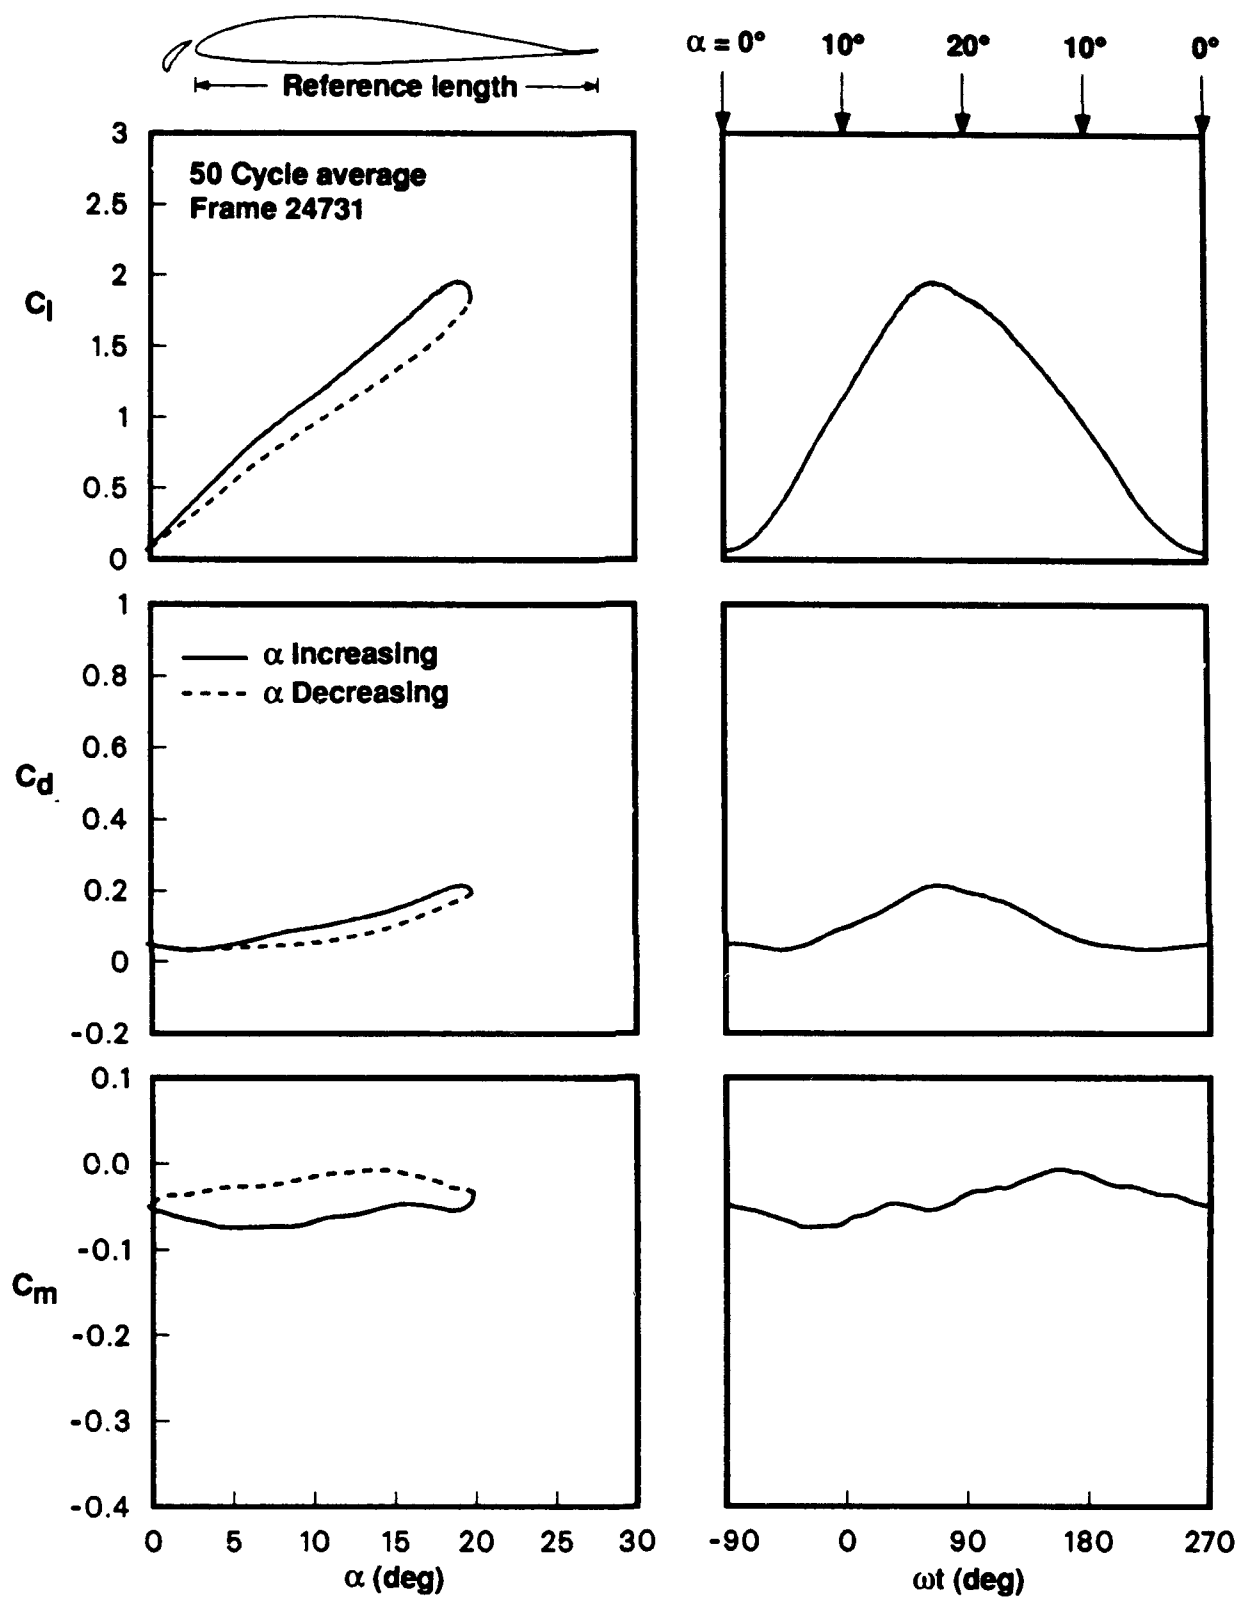 α = 0° 10° 20° 10° 0°
Reference length
50 Cycle average
Frame 24731
3
2.5
2
1.5
1
0.5
0
Cl
α Increasing
α Decreasing
1
0.8
0.6
0.4
0.2
0
-0.2
Cd
0.1
0.0
-0.1
-0.2
-0.3
-0.4
Cm
0 5 10 15 20 25 30
α (deg)
-90 0 90 180 270
ωt (deg)